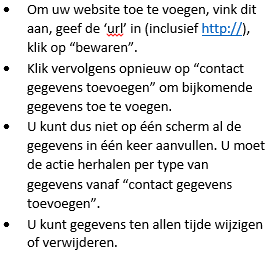 • Om uw website toe te voegen, vink dit
aan, geef de ‘url’ in (inclusief http://),
klik op “bewaren”.
• Klik vervolgens opnieuw op “contact
gegevens toevoegen” om bijkomende
gegevens toe te voegen.
• U kunt dus niet op één scherm al de
gegevens in één keer aanvullen. U moet
de actie herhalen per type van
gegevens vanaf “contact gegevens
toevoegen”.
• U kunt gegevens ten allen tijde wijzigen
of verwijderen.